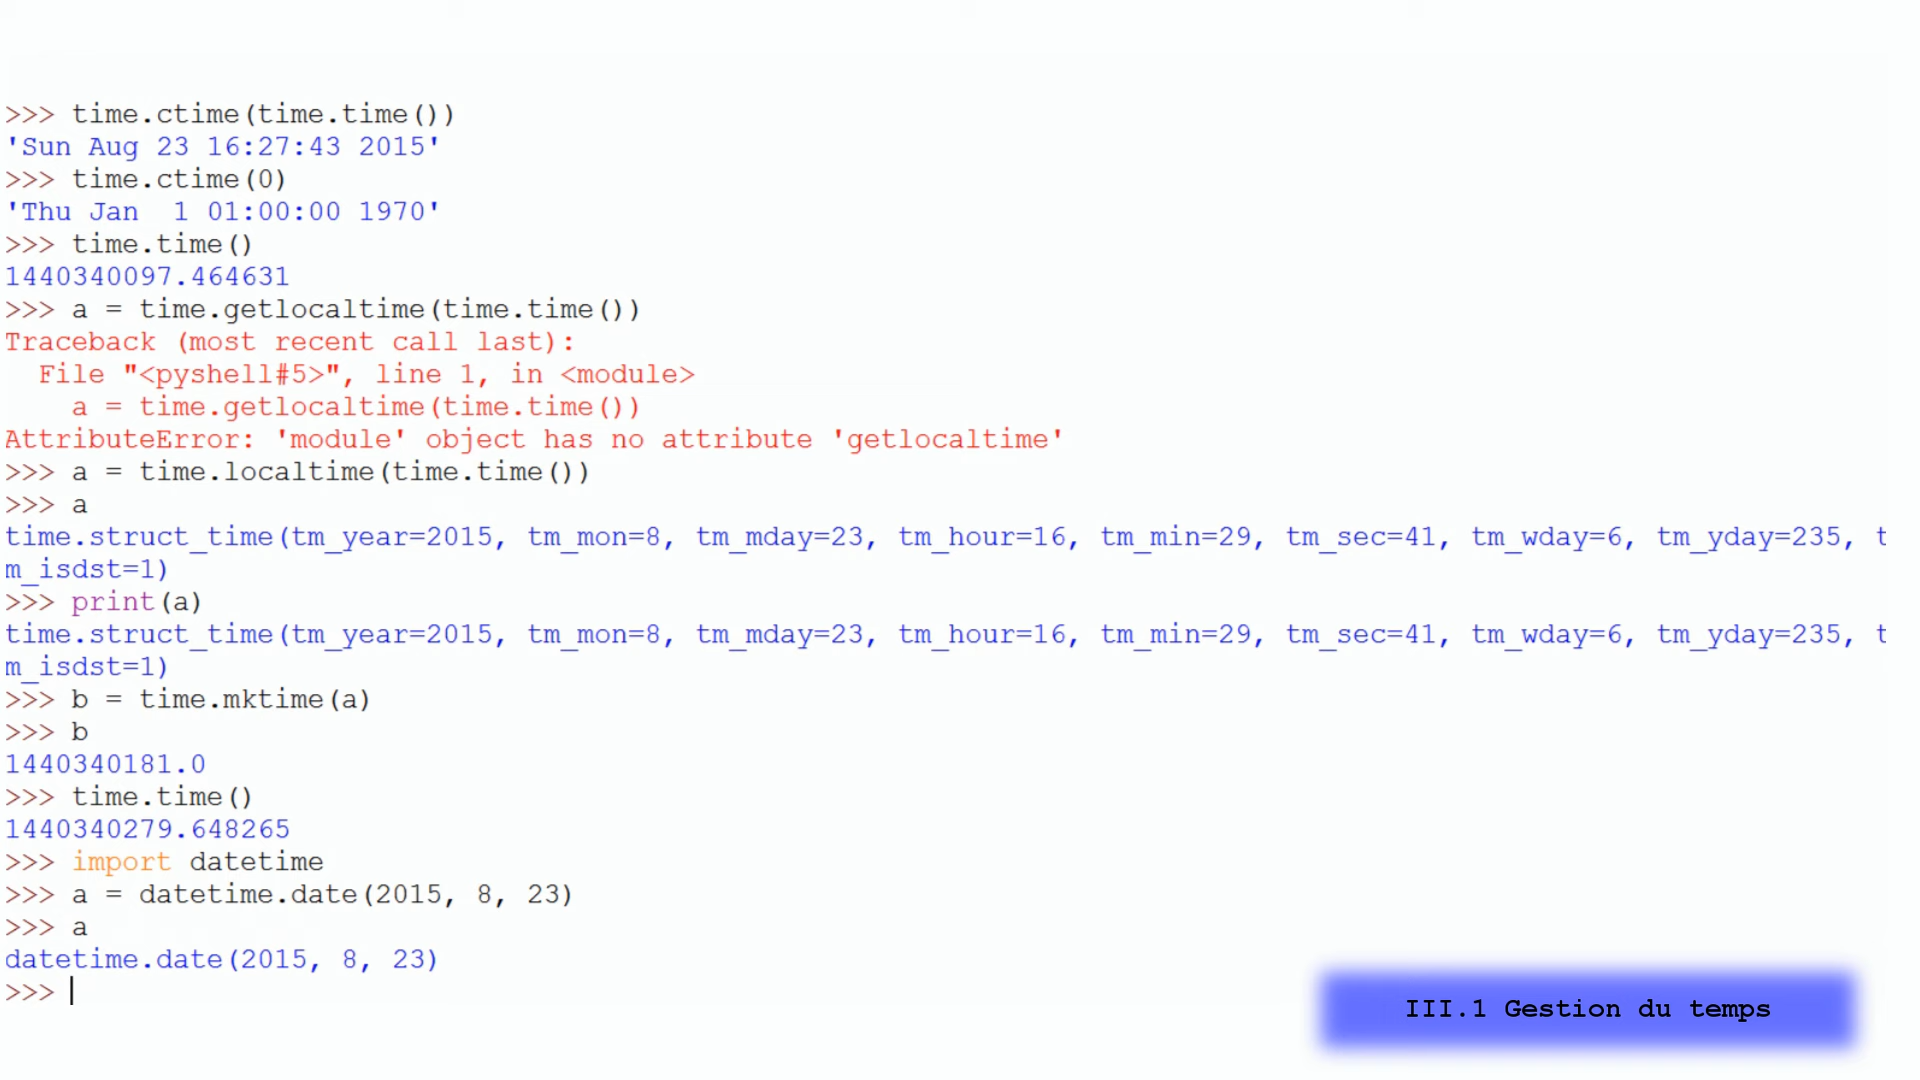 >>> time.ctime(time.time())
'Sun Aug 23 16:27:43 2015'
>>> time.ctime(0)
'Thu Jan  1 01:00:00 1970'
>>> time.time()
1440340097.464631
>>> a = time.getlocaltime(time.time())
Traceback (most recent call last):
  File "<pyshell#5>", line 1, in <module>
    a = time.getlocaltime(time.time())
AttributeError: 'module' object has no attribute 'getlocaltime'
>>> a = time.localtime(time.time())
>>> a
time.struct_time(tm_year=2015, tm_mon=8, tm_mday=23, tm_hour=16, tm_min=29, tm_sec=41, tm_wday=6, tm_yday=235, t
m_isdst=1)
>>> print(a)
time.struct_time(tm_year=2015, tm_mon=8, tm_mday=23, tm_hour=16, tm_min=29, tm_sec=41, tm_wday=6, tm_yday=235, t
m_isdst=1)
>>> b = time.mktime(a)
>>> b
1440340181.0
>>> time.time()
1440340279.648265
>>> import datetime
>>> a = datetime.date(2015, 8, 23)
>>> a
datetime.date(2015, 8, 23)
>>>
III.1 Gestion du temps